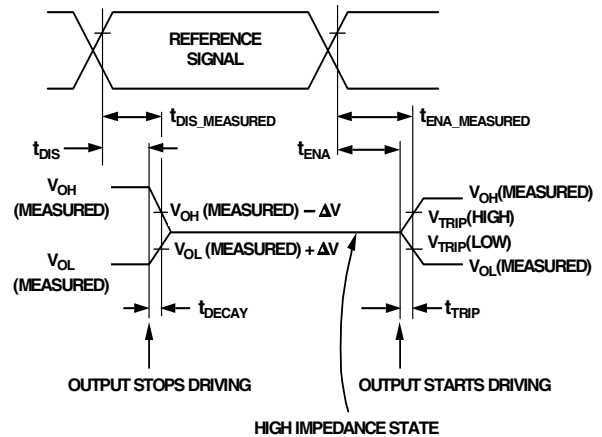 REFERENCE
SIGNAL
tDIS_MEASURED
tENA_MEASURED
tDIS
tENA
VOH
(MEASURED)
VOH (MEASURED) – ΔV
VOL (MEASURED) + ΔV
VOL
(MEASURED)
VOH(MEASURED)
VTRIP(HIGH)
VTRIP(LOW)
VOL(MEASURED)
tDECAY
tTRIP
OUTPUT STOPS DRIVING
OUTPUT STARTS DRIVING
HIGH IMPEDANCE STATE